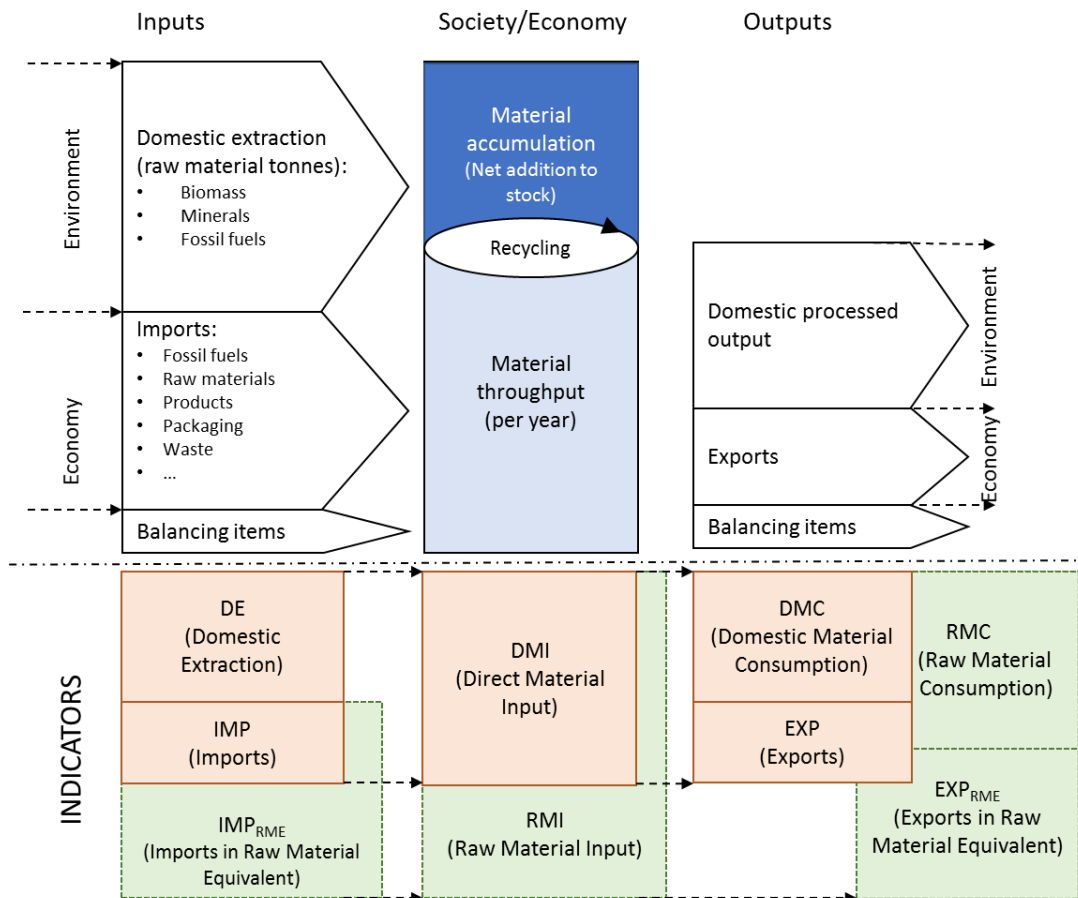 Inputs
Society/Economy
Outputs
Environment
Domestic extraction
(raw material tonnes):
• Biomass
• Minerals
• Fossil fuels
Economy
Imports:
• Fossil fuels
• Raw materials
• Products
• Packaging
• Waste
• ...
Balancing items
Material
accumulation
(Net addition to
stock)
Recycling
Material
throughput
(per year)
Domestic processed
output
Environment
Exports
Economy
Balancing items
INDICATORS
DE
(Domestic
Extraction)
IMP
(Imports)
IMPRME
(Imports in Raw Material
Equivalent)
DMI
(Direct Material
Input)
RMI
(Raw Material Input)
DMC
(Domestic Material
Consumption)
EXP
(Exports)
RMC
(Raw Material
Consumption)
EXPRME
(Exports in Raw
Material Equivalent)